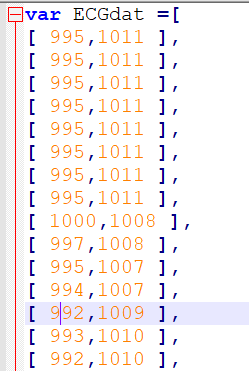 var ECGdat =[
[ 995,1011 ],
[ 995,1011 ],
[ 995,1011 ],
[ 995,1011 ],
[ 995,1011 ],
[ 995,1011 ],
[ 995,1011 ],
[ 995,1011 ],
[ 1000,1008 ],
[ 997,1008 ],
[ 995,1007 ],
[ 994,1007 ],
[ 992,1009 ],
[ 993,1010 ],
[ 992,1010 ],